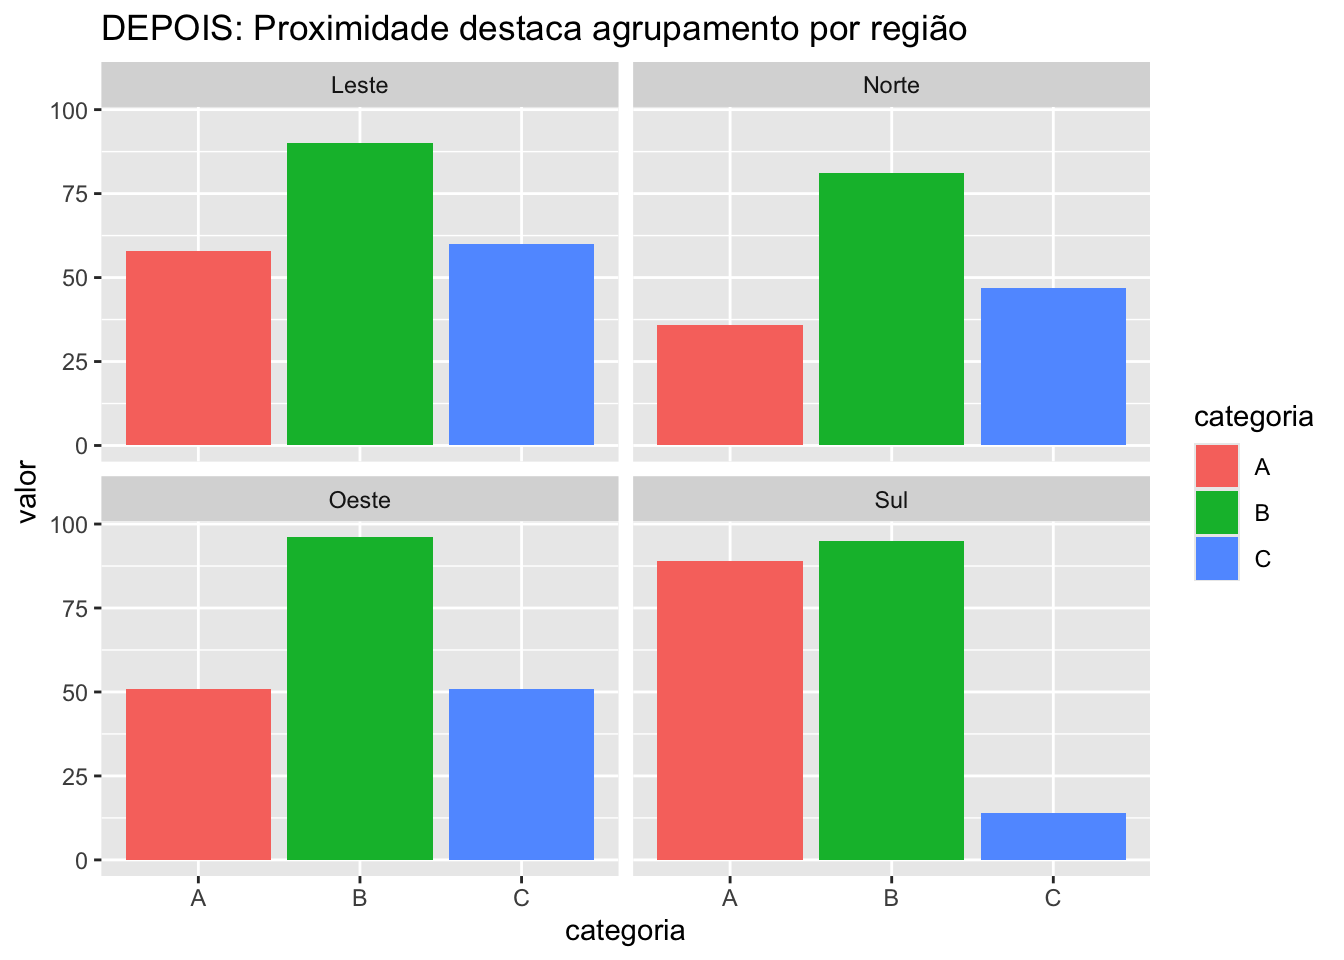 DEPOIS: Proximidade destaca agrupamento por região
Leste
Norte
100
75
50
25
0
Oeste
Sul
100
75
50
25
0
valor
A
B
C
A
B
C
categoria
categoria
A
B
C